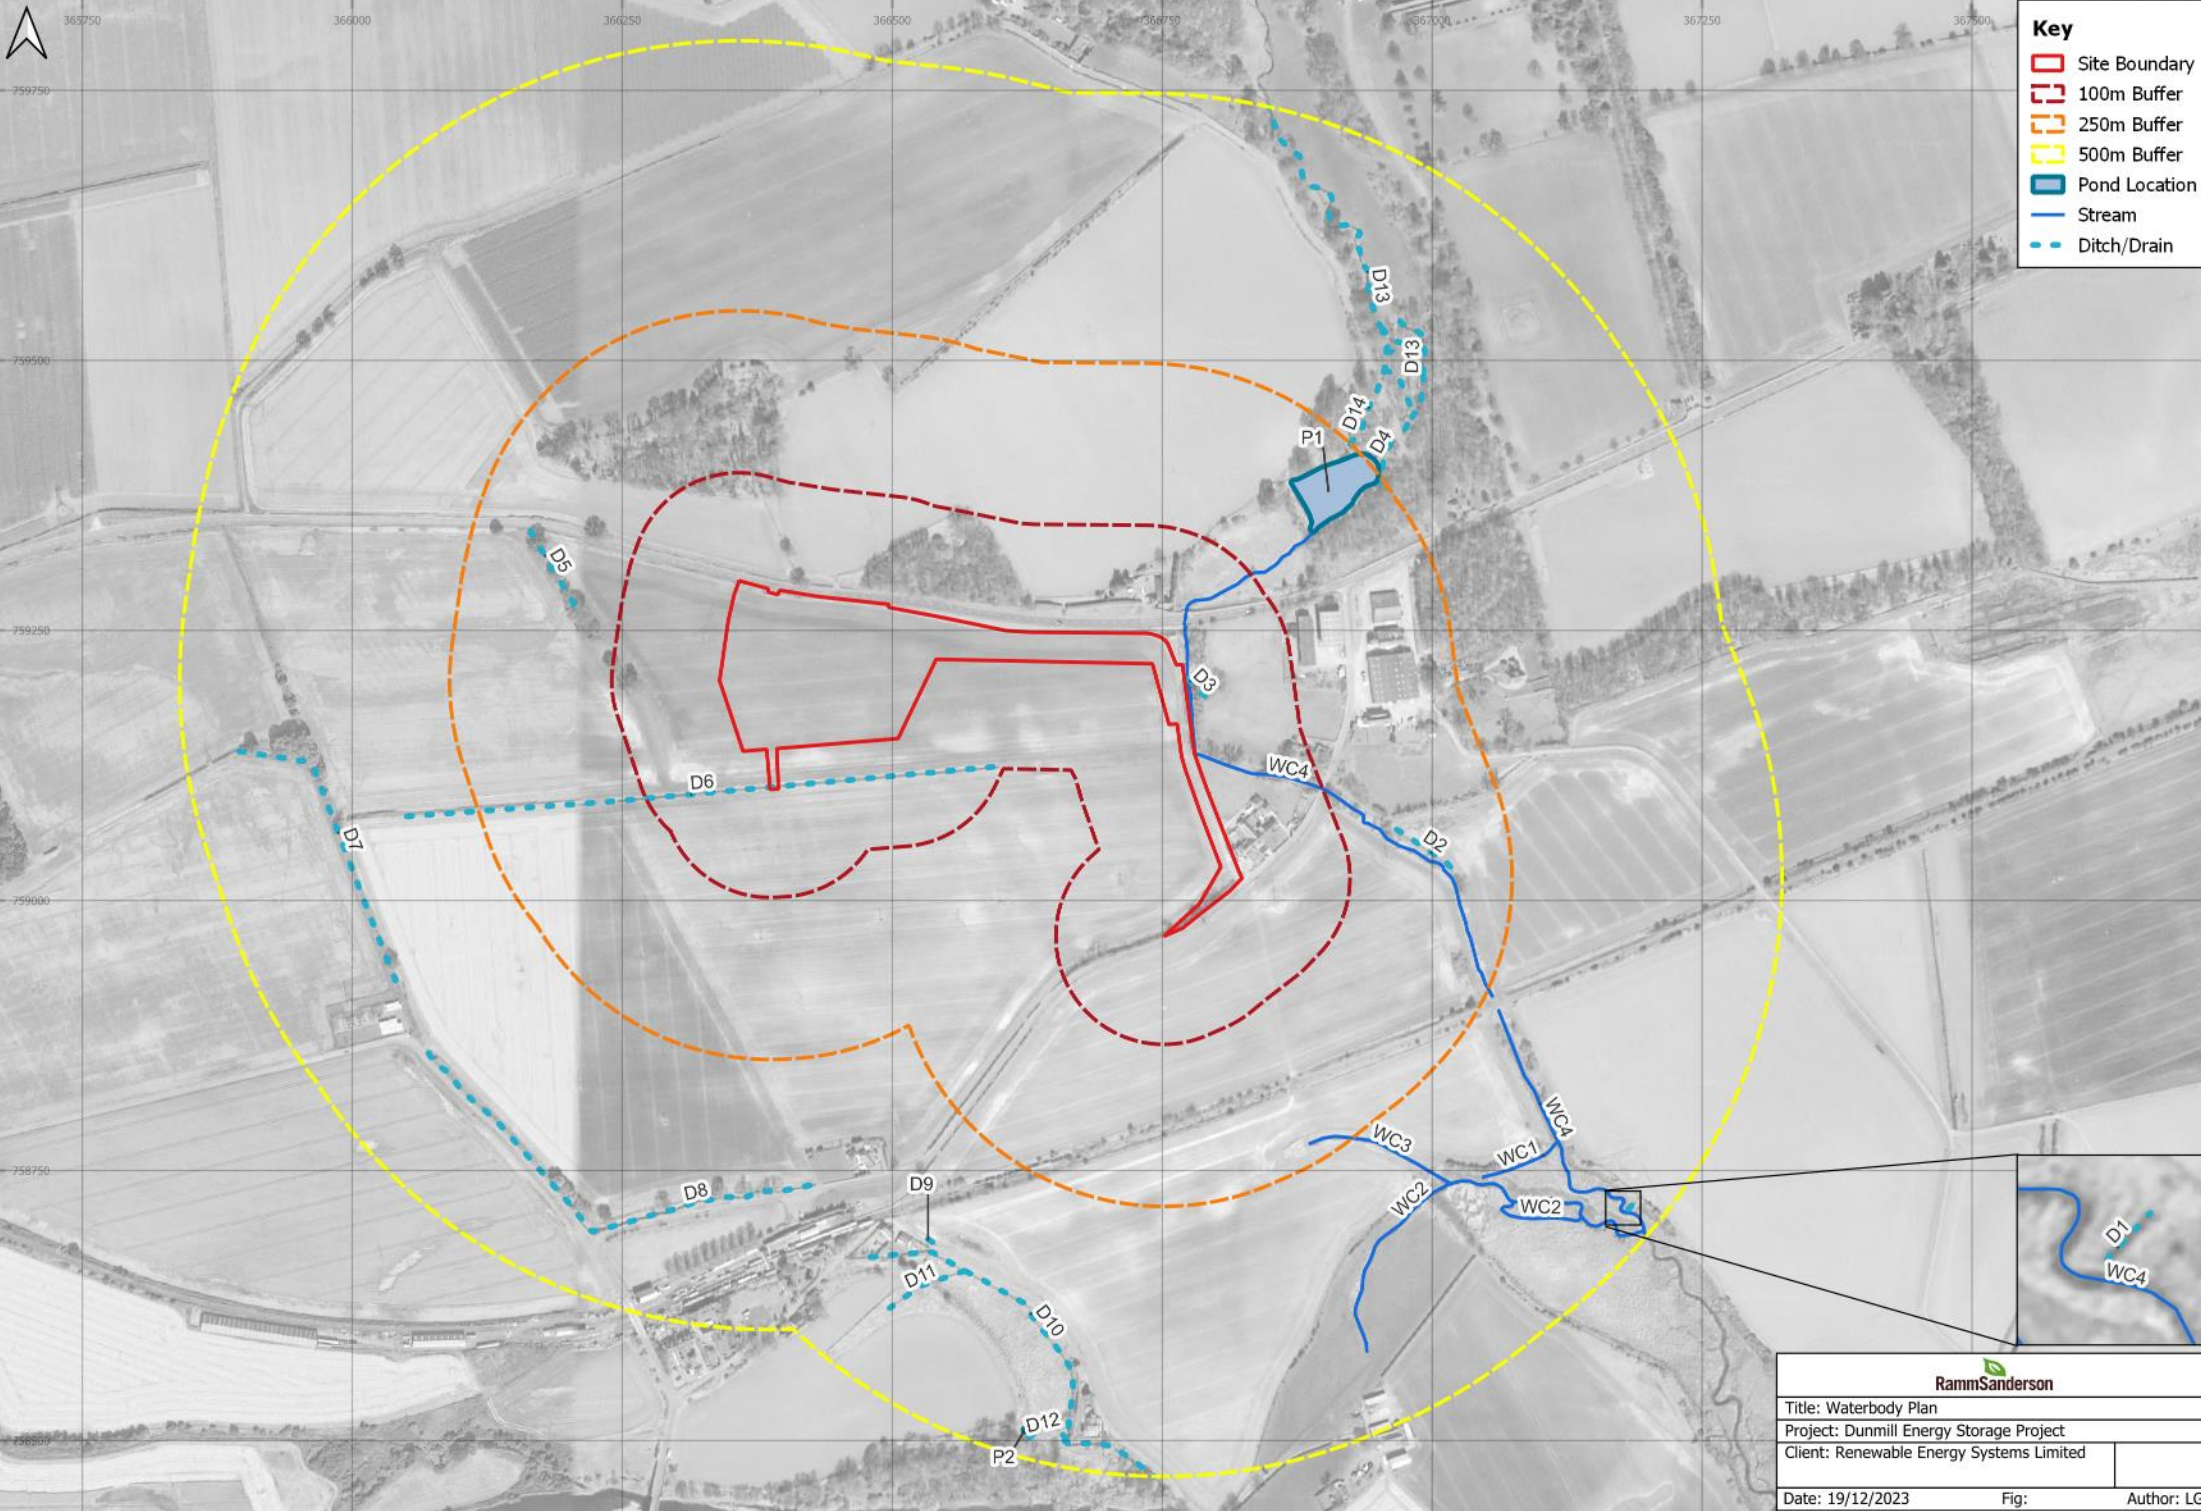 365750
366000
366250
366500
366750
367000
367250
367500
Key
Site Boundary
100m Buffer
250m Buffer
500m Buffer
Pond Location
Stream
Ditch/Drain
759750
D13
759500
D13
D14
P1
D4
D5
759250
D3
WC4
D6
D2
D7
759000
WC4
WC3
WC1
758750
D9
D8
WC2
WC2
D1
WC4
D11
D10
D12
P2
758500
RammSanderson
Title: Waterbody Plan
Project: Dunmill Energy Storage Project
Client: Renewable Energy Systems Limited
Date: 19/12/2023 Fig: Author: LG